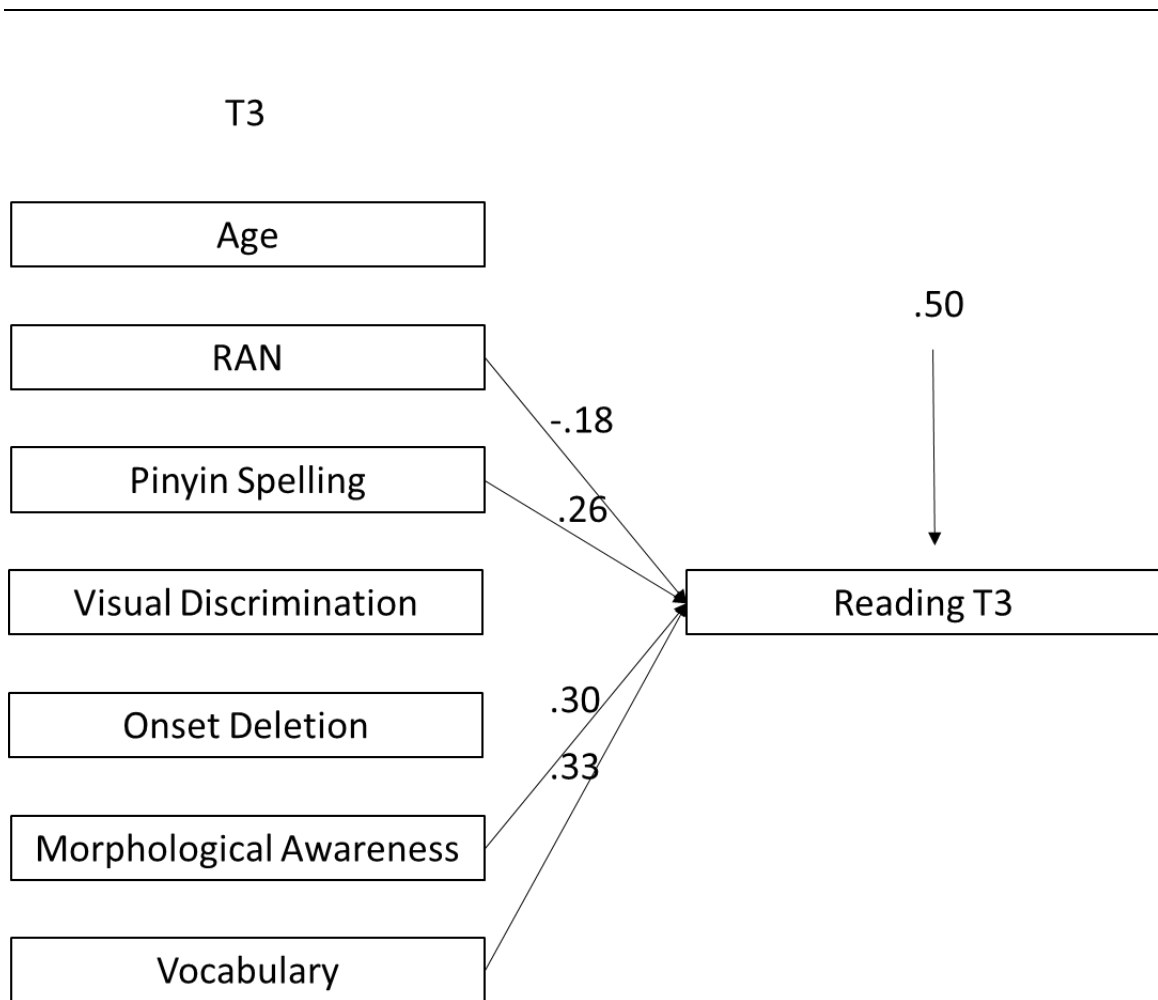 T3
Age
.50
RAN
-.18
Pinyin Spelling
.26
Visual Discrimination
Reading T3
.30
Onset Deletion
.33
Morphological Awareness
Vocabulary